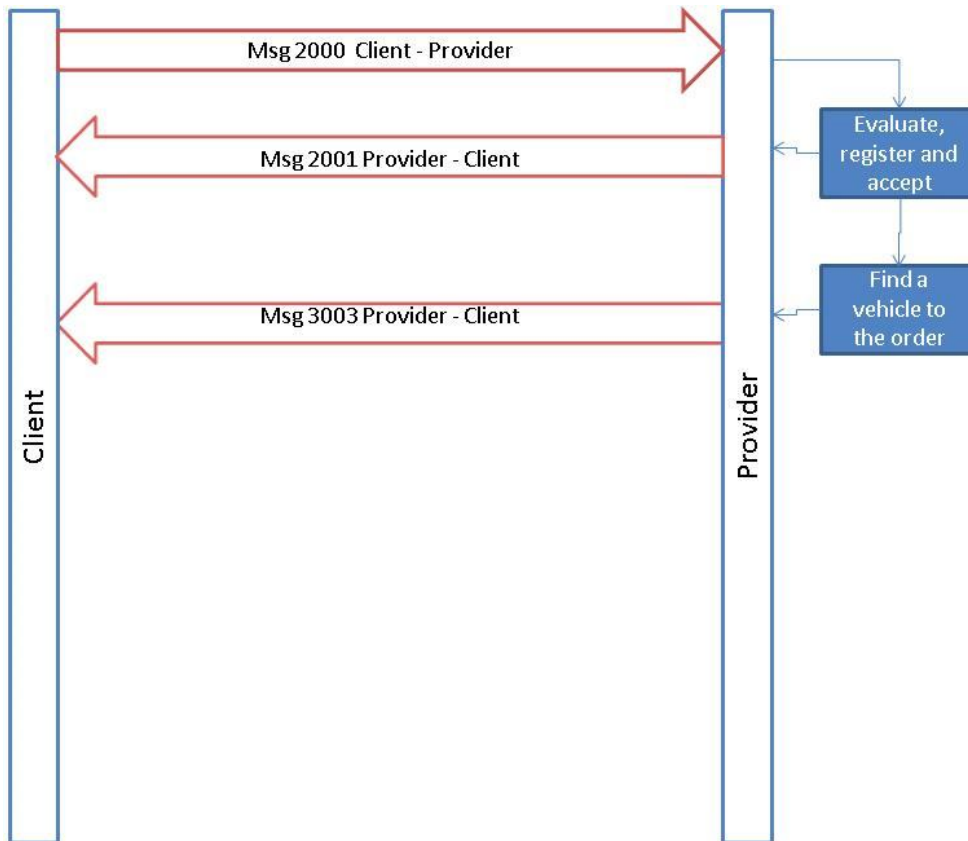 Msg 2000  Client - Provider
Evaluate,
register and
accept
Msg 2001 Provider - Client
Find a
vehicle to
the order
Msg 3003 Provider - Client
Client
Provider